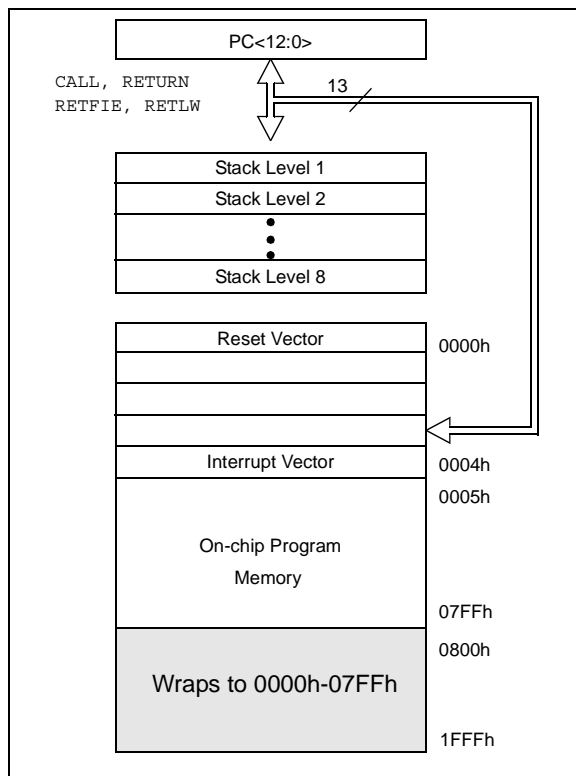 PC<12:0>
CALL, RETURN
RETFIE, RETLW
13
Stack Level 1
Stack Level 2
Stack Level 8
Reset Vector
0000h
Interrupt Vector
0004h
0005h
On-chip Program
Memory
07FFh
0800h
Wraps to 0000h-07FFh
1FFFh